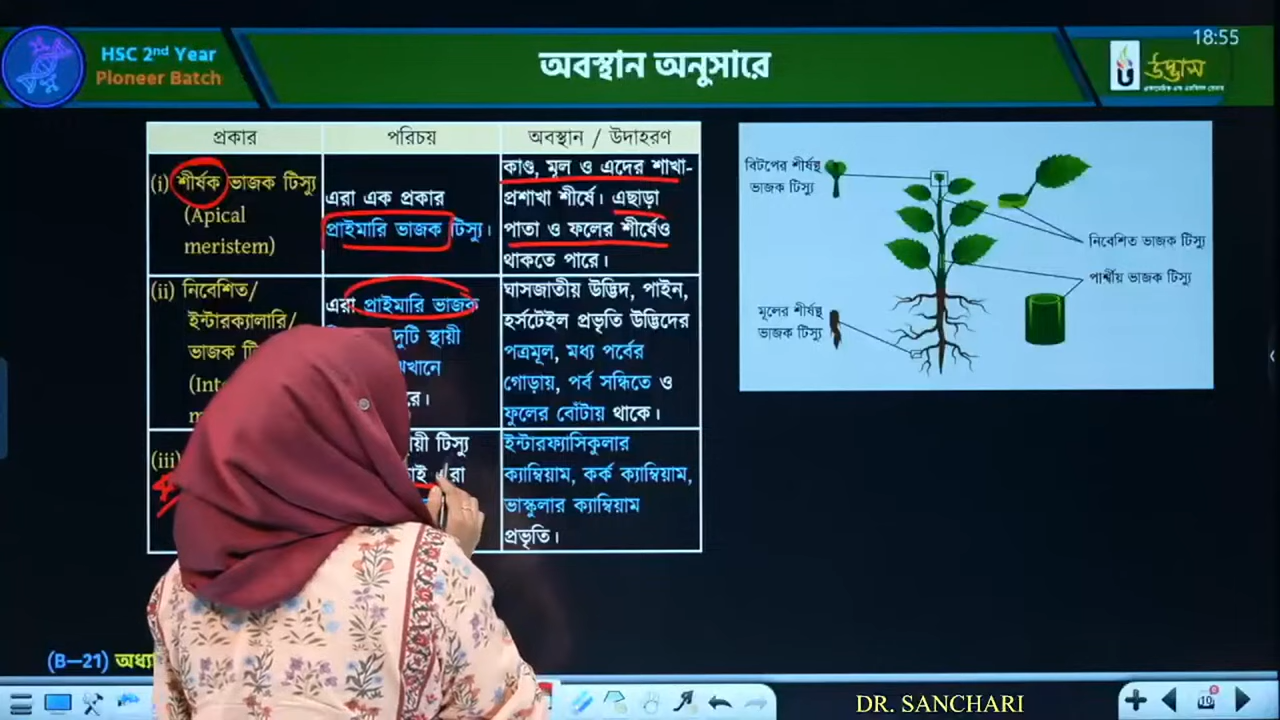 HSC 2nd Year
Pioneer Batch
অবস্থান অনুসারে
18:55
উদ্ভাস
প্রকার
পরিচয়
অবস্থান / উদাহরণ
(i) শীর্ষক ভাজক টিস্যু
(Apical
meristem)
এরা এক প্রকার
প্রাইমারি ভাজক টিস্যু।
কাণ্ড, মূল ও এদের শাখা-
প্রশাখা শীর্ষে। এছাড়া
পাতা ও ফলের শীর্ষেও
থাকতে পারে।
(ii) নিবেশিত/
ইন্টারক্যালারি/
ভাজক
এরা প্রাইমারি ভাজক
দুটি স্থায়ী
ঘাসজাতীয় উদ্ভিদ, পাইন,
হর্সটেইল প্রভৃতি উদ্ভিদের
পত্রমূল, মধ্য পর্বের
গোড়ায়, পর্ব সন্ধিতে ও
ফুলের বোঁটায় থাকে।
(iii)
টিস্যু
ইন্টারফ্যাসিকুলার
ক্যাম্বিয়াম, কর্ক ক্যাম্বিয়াম,
ভাস্কুলার ক্যাম্বিয়াম
প্রভৃতি।
বিটপের শীর্ষস্থ
ভাজক টিস্যু
নিবেশিত ভাজক টিস্যু
পার্শ্বীয় ভাজক টিস্যু
মূলের শীর্ষস্থ
ভাজক টিস্যু
(B—21)
DR. SANCHARI
10